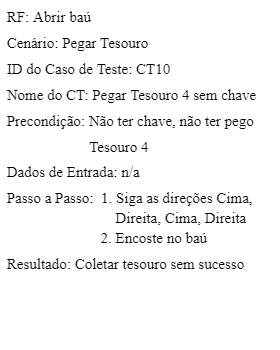 RF: Abrir baú
Cenário: Pegar Tesouro
ID do Caso de Teste: CT10
Nome do CT: Pegar Tesouro 4 sem chave
Precondição: Não ter chave, não ter pego
Tesouro 4
Dados de Entrada: n/a
Passo a Passo: 1. Siga as direções Cima,
Direita, Cima, Direita
2. Encoste no baú
Resultado: Coletar tesouro sem sucesso